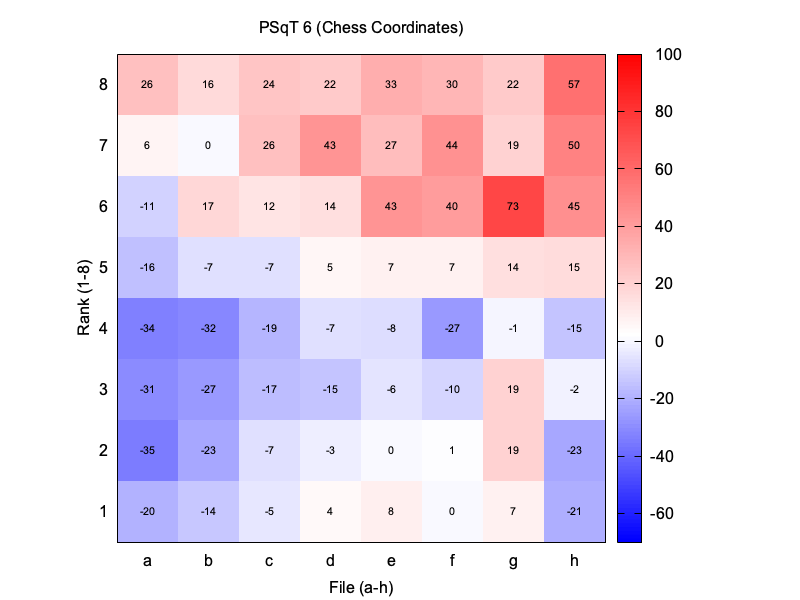 PSqT 6 (Chess Coordinates)
8 26 16 24 22 33 30 22 57
7 6 0 26 43 27 44 19 50
6 -11 17 12 14 43 40 73 45
5 -16 -7 -7 5 7 7 14 15
4 -34 -32 -19 -7 -8 -27 -1 -15
3 -31 -27 -17 -15 -6 -10 19 -2
2 -35 -23 -7 -3 0 1 19 -23
1 -20 -14 -5 4 8 0 7 -21
a b c d e f g h
File (a-h)
Rank (1-8)
100
80
60
40
20
0
-20
-40
-60